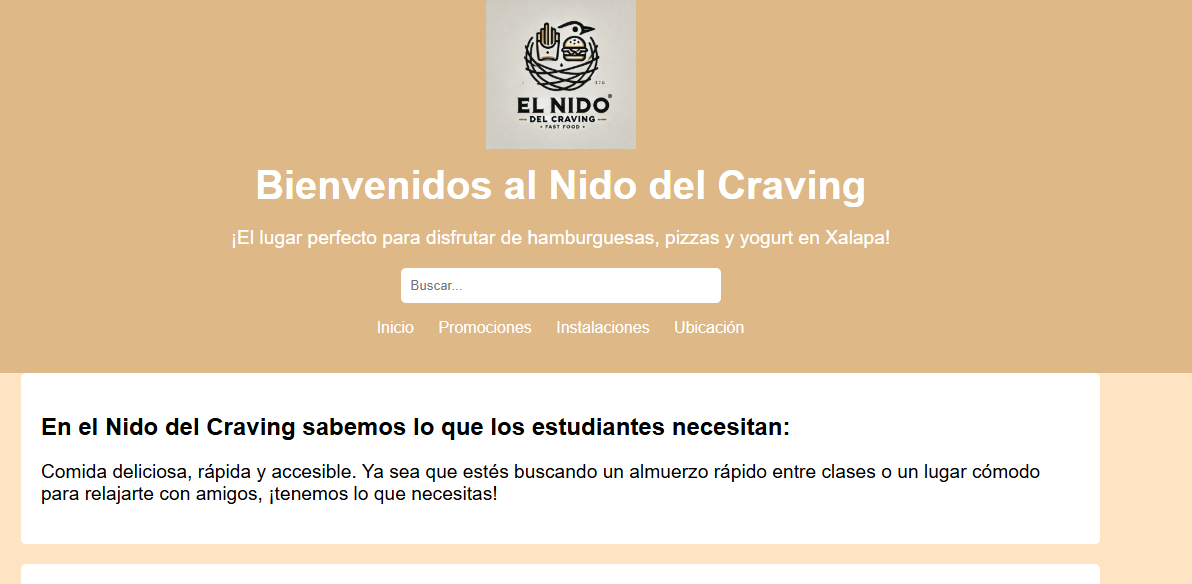 EL NIDO
DEL CRAVING
• FAST FOOD •
Bienvenidos al Nido del Craving
¡El lugar perfecto para disfrutar de hamburguesas, pizzas y yogurt en Xalapa!
Buscar...
Inicio Promociones Instalaciones Ubicación
En el Nido del Craving sabemos lo que los estudiantes necesitan:
Comida deliciosa, rápida y accesible. Ya sea que estés buscando un almuerzo rápido entre clases o un lugar cómodo
para relajarte con amigos, ¡tenemos lo que necesitas!